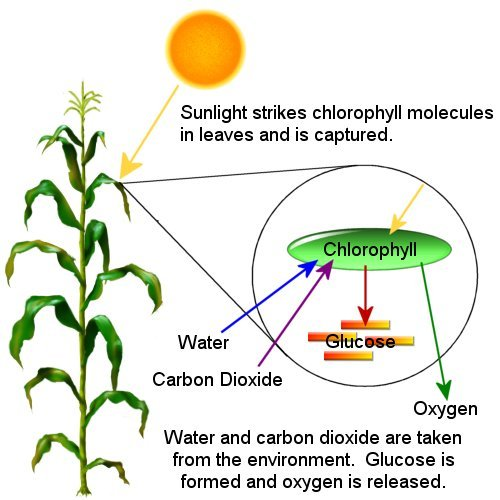 Sunlight strikes chlorophyll molecules
in leaves and is captured.
Chlorophyll
Water
Glucose
Carbon Dioxide
Oxygen
Water and carbon dioxide are taken
from the environment.  Glucose is
formed and oxygen is released.